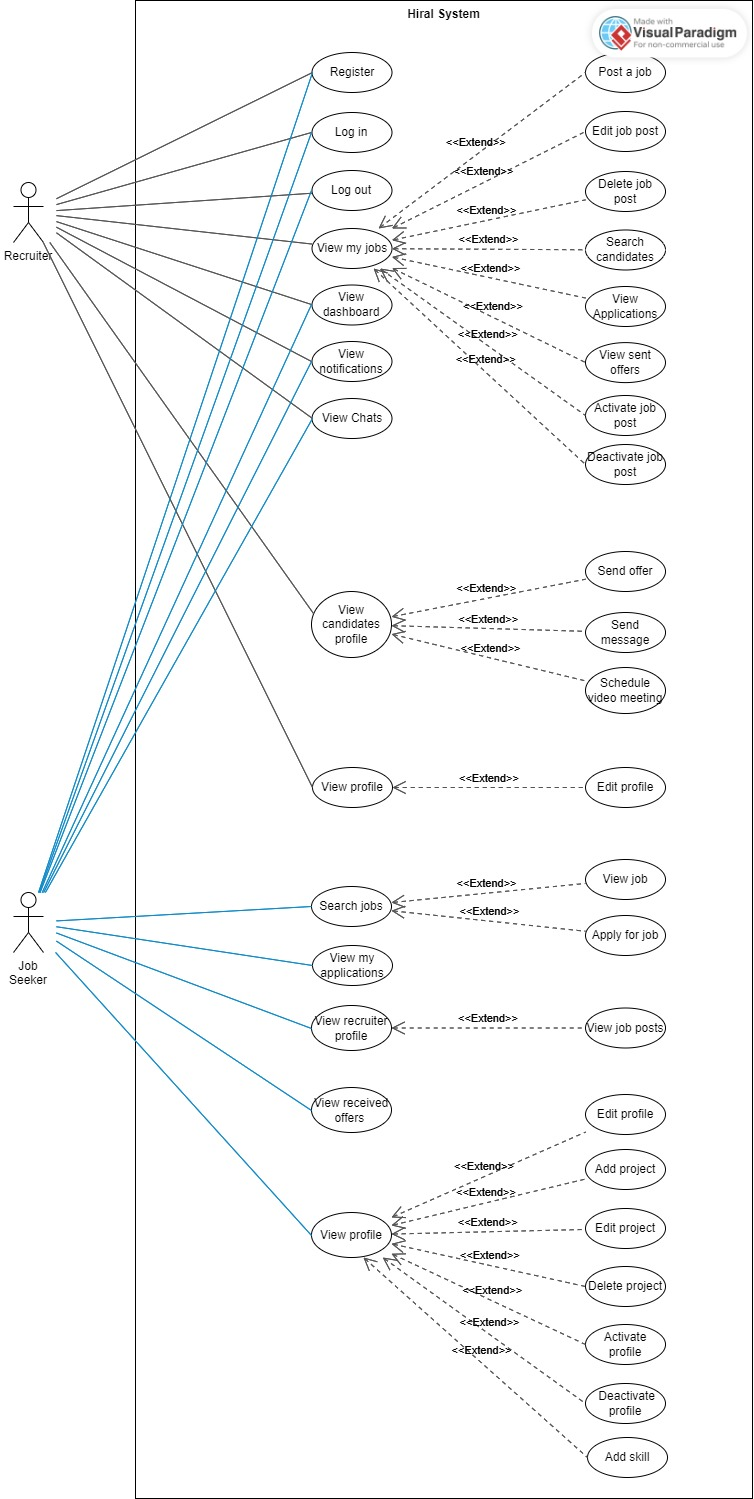 Hiral System
Made with
Visual Paradigm
For non-commercial use
Register
Post a job
Log in
Edit job post
<<Extend>>
<<Extend>>
Log out
Delete job
post
<<Extend>>
Recruiter
View my jobs
<<Extend>>
Search
candidates
<<Extend>>
View
dashboard
<<Extend>>
View
Applications
<<Extend>>
View
notifications
<<Extend>>
View sent
offers
View Chats
Activate job
post
Deactivate job
post
Send offer
<<Extend>>
View
candidates
profile
<<Extend>>
Send
message
<<Extend>>
Schedule
video meeting
View profile
<<Extend>>
Edit profile
Search jobs
<<Extend>>
View job
<<Extend>>
Apply for job
Job
Seeker
View my
applications
View recruiter
profile
<<Extend>>
View job posts
View received
offers
Edit profile
<<Extend>>
Add project
<<Extend>>
View profile
<<Extend>>
Edit project
<<Extend>>
Delete project
<<Extend>>
<<Extend>>
Activate
profile
<<Extend>>
Deactivate
profile
Add skill